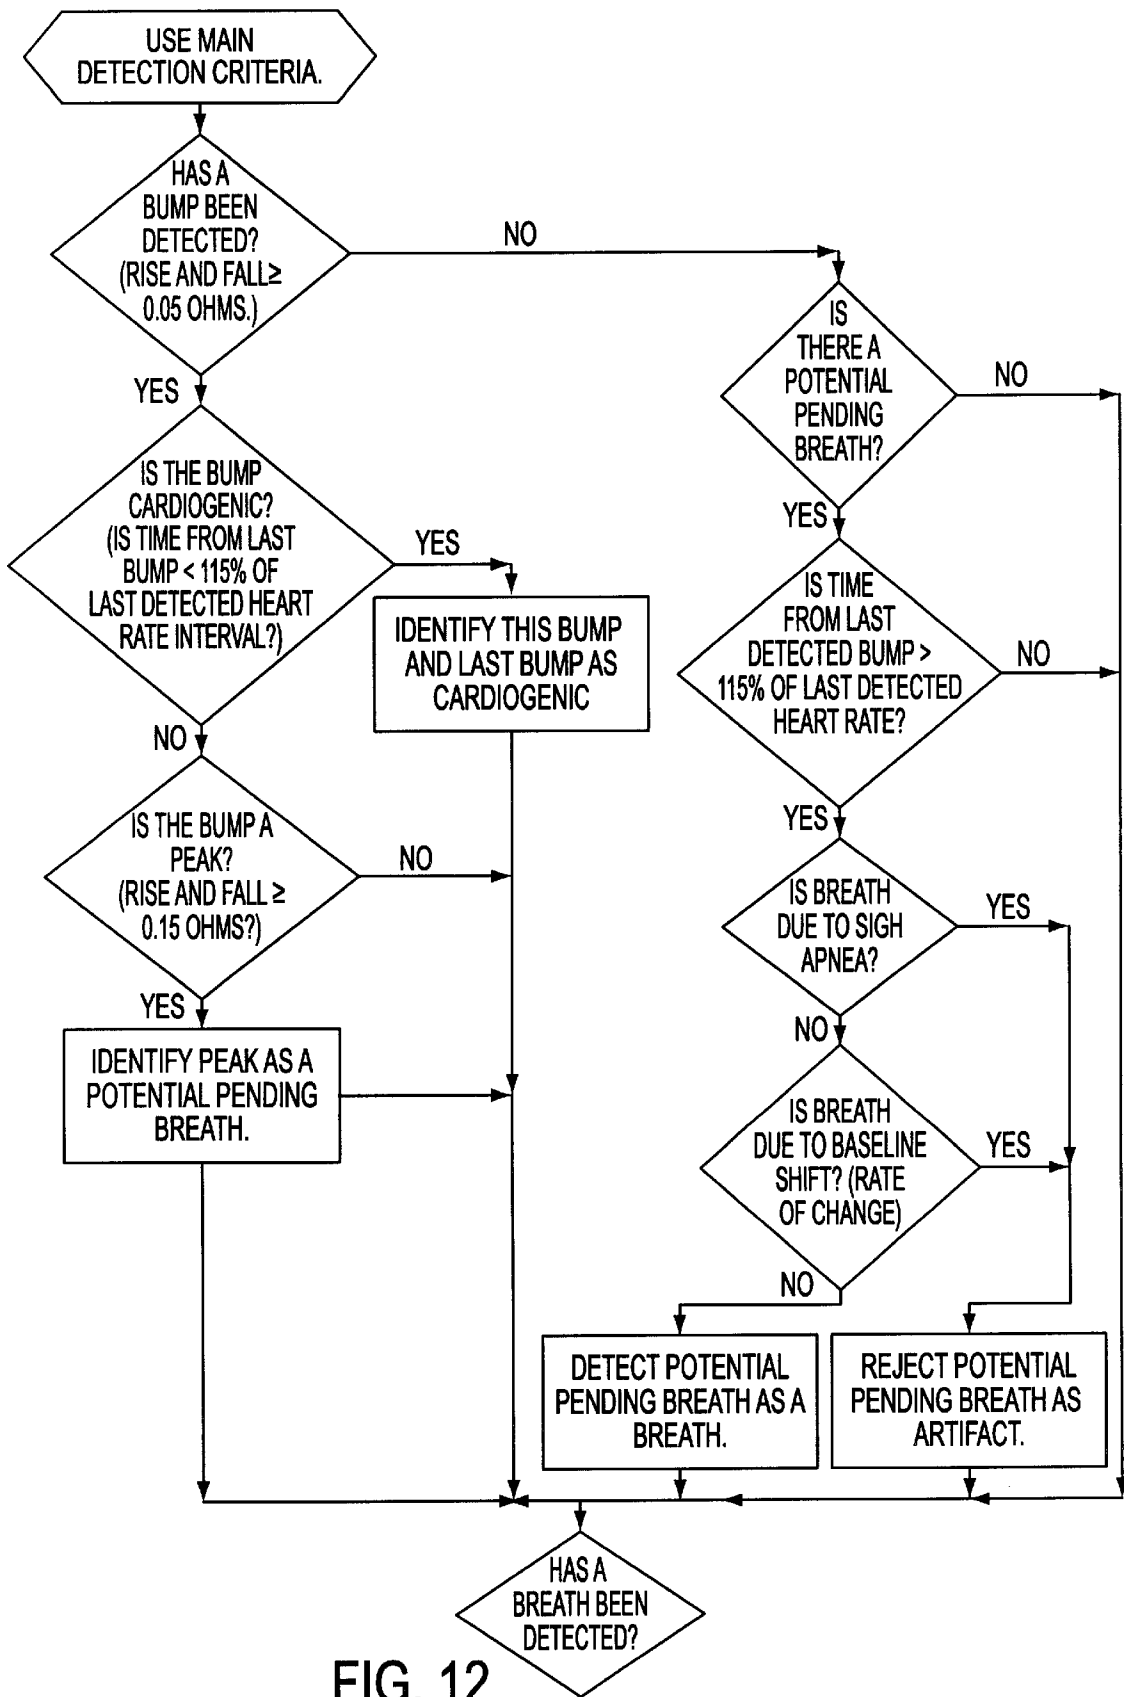 USE MAIN
DETECTION CRITERIA.
HAS A
BUMP BEEN
DETECTED?
(RISE AND FALL≥
0.05 OHMS.)
NO
YES
IS THE BUMP
CARDIOGENIC?
(IS TIME FROM LAST
BUMP < 115% OF
LAST DETECTED HEART
RATE INTERVAL?)
YES
IDENTIFY THIS BUMP
AND LAST BUMP AS
CARDIOGENIC
NO
IS THE BUMP A
PEAK?
(RISE AND FALL ≥
0.15 OHMS?)
NO
YES
IDENTIFY PEAK AS A
POTENTIAL PENDING
BREATH.
IS
THERE A
POTENTIAL
PENDING
BREATH?
NO
YES
IS TIME
FROM LAST
DETECTED BUMP >
115% OF LAST DETECTED
HEART RATE?
NO
YES
IS BREATH
DUE TO SIGH
APNEA?
YES
NO
IS BREATH
DUE TO BASELINE
SHIFT? (RATE
OF CHANGE)
YES
NO
DETECT POTENTIAL
PENDING BREATH AS A
BREATH.
REJECT POTENTIAL
PENDING BREATH AS
ARTIFACT.
HAS A
BREATH BEEN
DETECTED?
FIG. 12